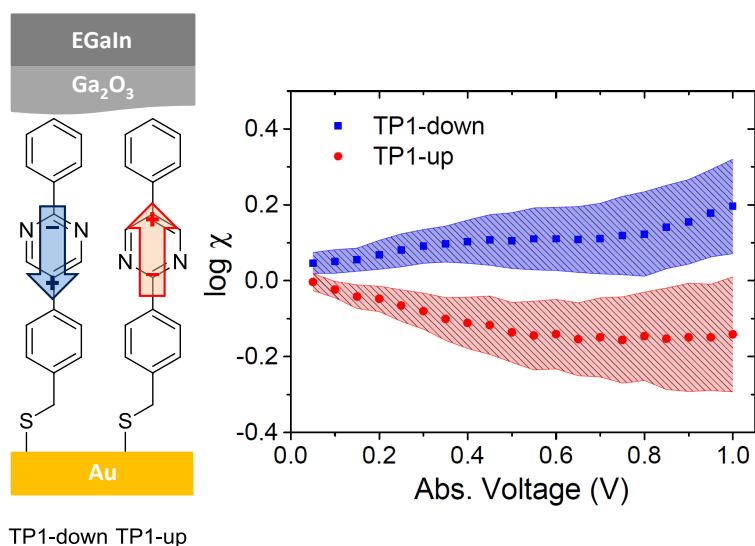 EGaIn
Ga₂O₃
N N N N
− +
+ −
S S
Au
TP1-down TP1-up
TP1-down
TP1-up
log χ
0.4
0.2
0.0
-0.2
-0.4
0.0 0.2 0.4 0.6 0.8 1.0
Abs. Voltage (V)